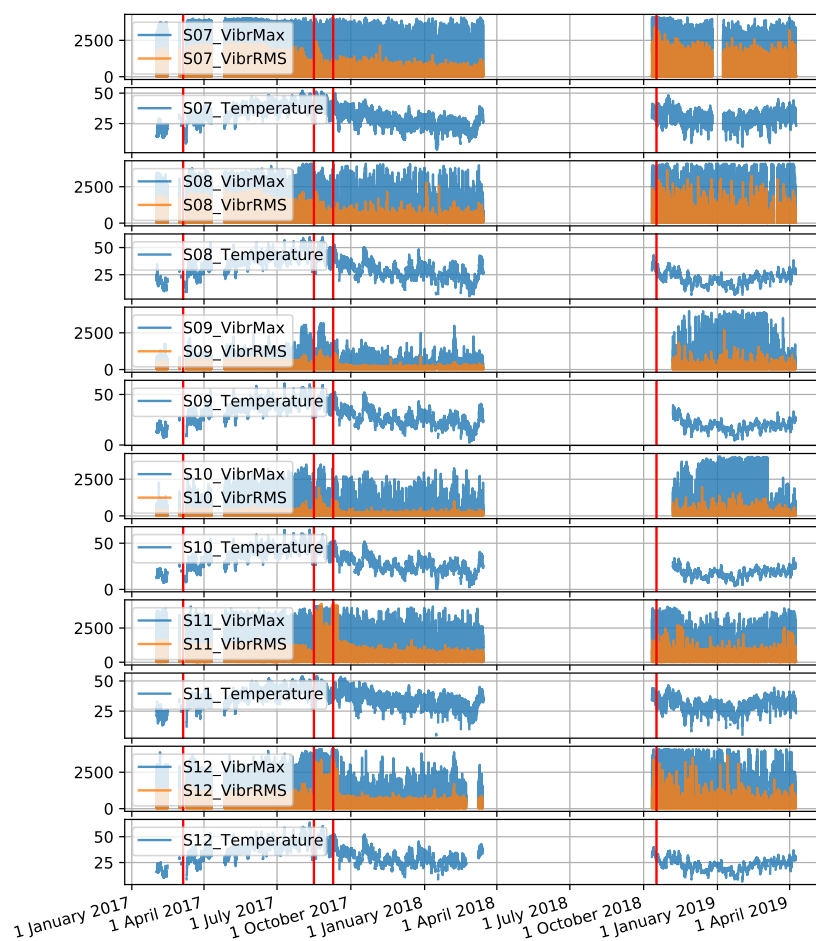 2500
0
S07_VibrMax
S07_VibrRMS
50
25
S07_Temperature
2500
0
S08_VibrMax
S08_VibrRMS
50
25
S08_Temperature
2500
0
S09_VibrMax
S09_VibrRMS
50
0
S09_Temperature
2500
0
S10_VibrMax
S10_VibrRMS
50
0
S10_Temperature
2500
0
S11_VibrMax
S11_VibrRMS
50
25
S11_Temperature
2500
0
S12_VibrMax
S12_VibrRMS
50
25
S12_Temperature
1 January 2017
1 April 2017
1 July 2017
1 October 2017
1 January 2018
1 April 2018
1 July 2018
1 October 2018
1 January 2019
1 April 2019